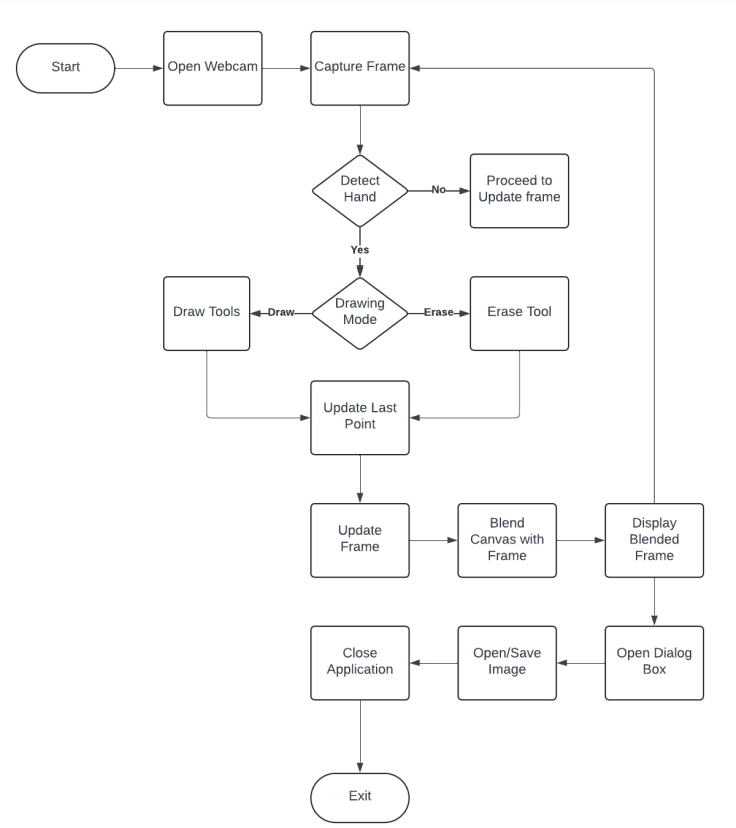 Start
Open Webcam
Capture Frame
Detect
Hand
No
Proceed to
Update frame
Yes
Draw Tools
Draw
Drawing
Mode
Erase
Erase Tool
Update Last
Point
Update
Frame
Blend
Canvas with
Frame
Display
Blended
Frame
Close
Application
Open/Save
Image
Open Dialog
Box
Exit